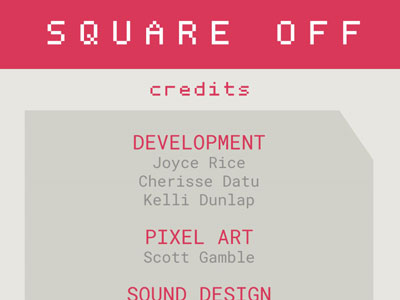 SQUARE OFF
credits
DEVELOPMENT
Joyce Rice
Cherisse Datu
Kelli Dunlap
PIXEL ART
Scott Gamble
SOUND DESIGN